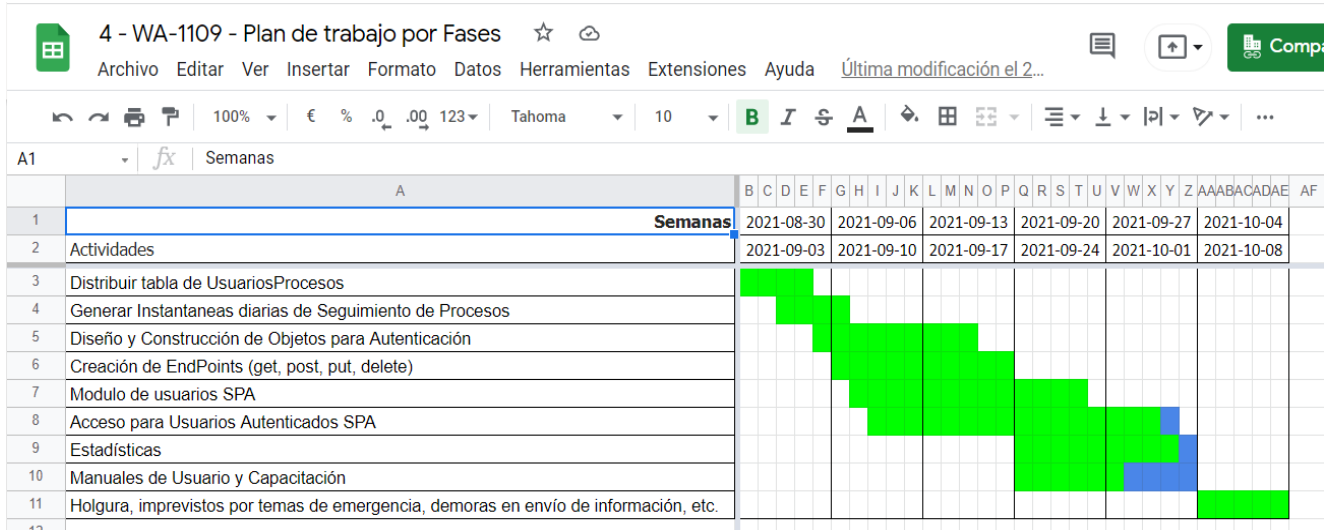 4 - WA-1109 - Plan de trabajo por Fases
Archivo Editar Ver Insertar Formato Datos Herramientas Extensiones Ayuda Última modificación el 2...
Compa
100% € % .0 .00 123 Tahoma 10 B I S A ...
A1 fx Semanas
A B C D E F G H I J K L M N O P Q R S T U V W X Y Z AA AB AC AD AE AF
1 Semanas 2021-08-30 2021-09-06 2021-09-13 2021-09-20 2021-09-27 2021-10-04
2 Actividades 2021-09-03 2021-09-10 2021-09-17 2021-09-24 2021-10-01 2021-10-08
3 Distribuir tabla de UsuariosProcesos
4 Generar Instantaneas diarias de Seguimiento de Procesos
5 Diseño y Construcción de Objetos para Autenticación
6 Creación de EndPoints (get, post, put, delete)
7 Modulo de usuarios SPA
8 Acceso para Usuarios Autenticados SPA
9 Estadísticas
10 Manuales de Usuario y Capacitación
11 Holgura, imprevistos por temas de emergencia, demoras en envío de información, etc.